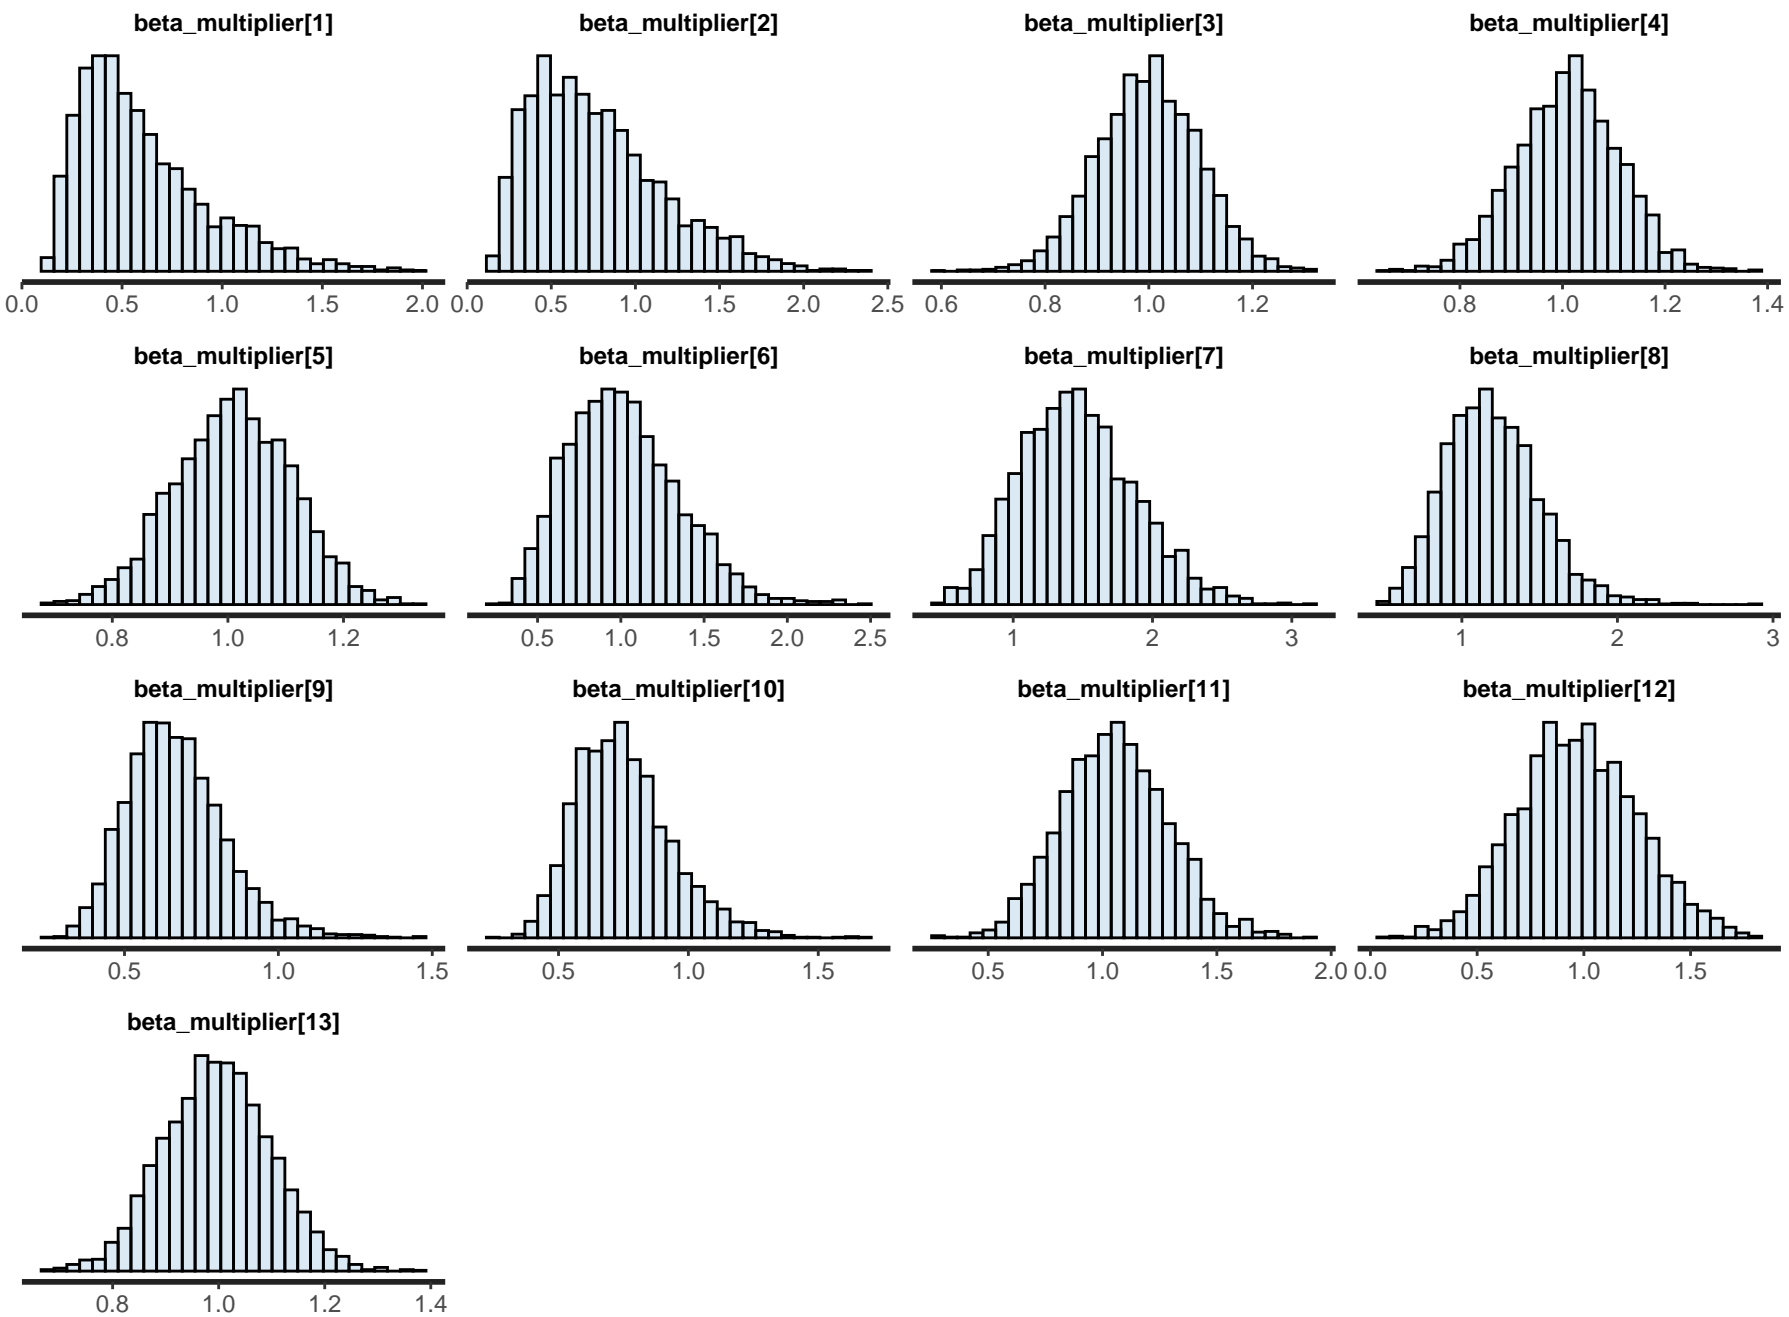 beta_multiplier[1] beta_multiplier[2] beta_multiplier[3] beta_multiplier[4]
0.0 0.5 1.0 1.5 2.0 0.0 0.5 1.0 1.5 2.0 2.5 0.6 0.8 1.0 1.2 0.8 1.0 1.2 1.4
beta_multiplier[5] beta_multiplier[6] beta_multiplier[7] beta_multiplier[8]
0.8 1.0 1.2 0.5 1.0 1.5 2.0 2.5 1 2 3 1 2 3
beta_multiplier[9] beta_multiplier[10] beta_multiplier[11] beta_multiplier[12]
0.5 1.0 1.5 0.5 1.0 1.5 0.5 1.0 1.5 2.0 0.0 0.5 1.0 1.5
beta_multiplier[13]
0.8 1.0 1.2 1.4